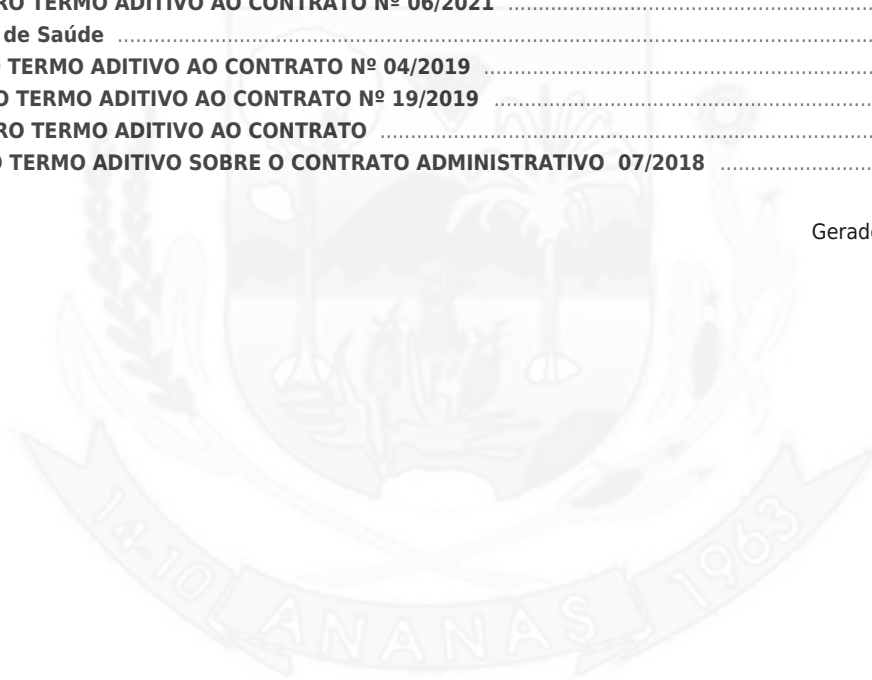 RO TERMO ADITIVO AO CONTRATO Nº 06/2021 ................................................
de Saúde ................................................
TERMO ADITIVO AO CONTRATO Nº 04/2019 ................................................
O TERMO ADITIVO AO CONTRATO Nº 19/2019 ................................................
RO TERMO ADITIVO AO CONTRATO ................................................
O TERMO ADITIVO SOBRE O CONTRATO ADMINISTRATIVO 07/2018 ....................
Gerad
14-10 ANANAS 1963